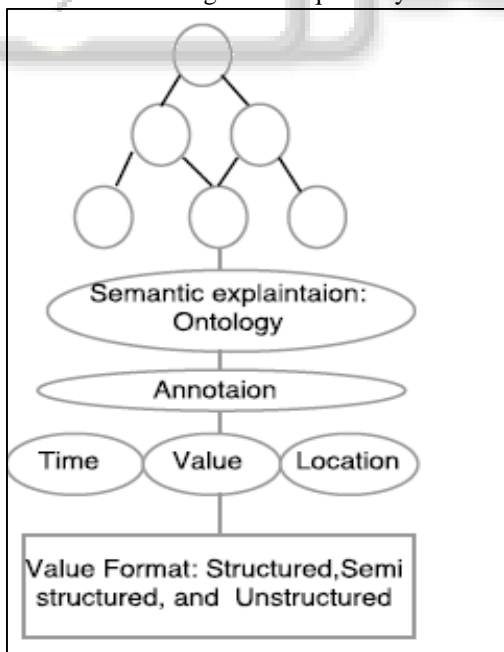 Semantic explaintaion:
Ontology
Annotaion
Time Value Location
Value Format: Structured,Semi
structured, and Unstructured